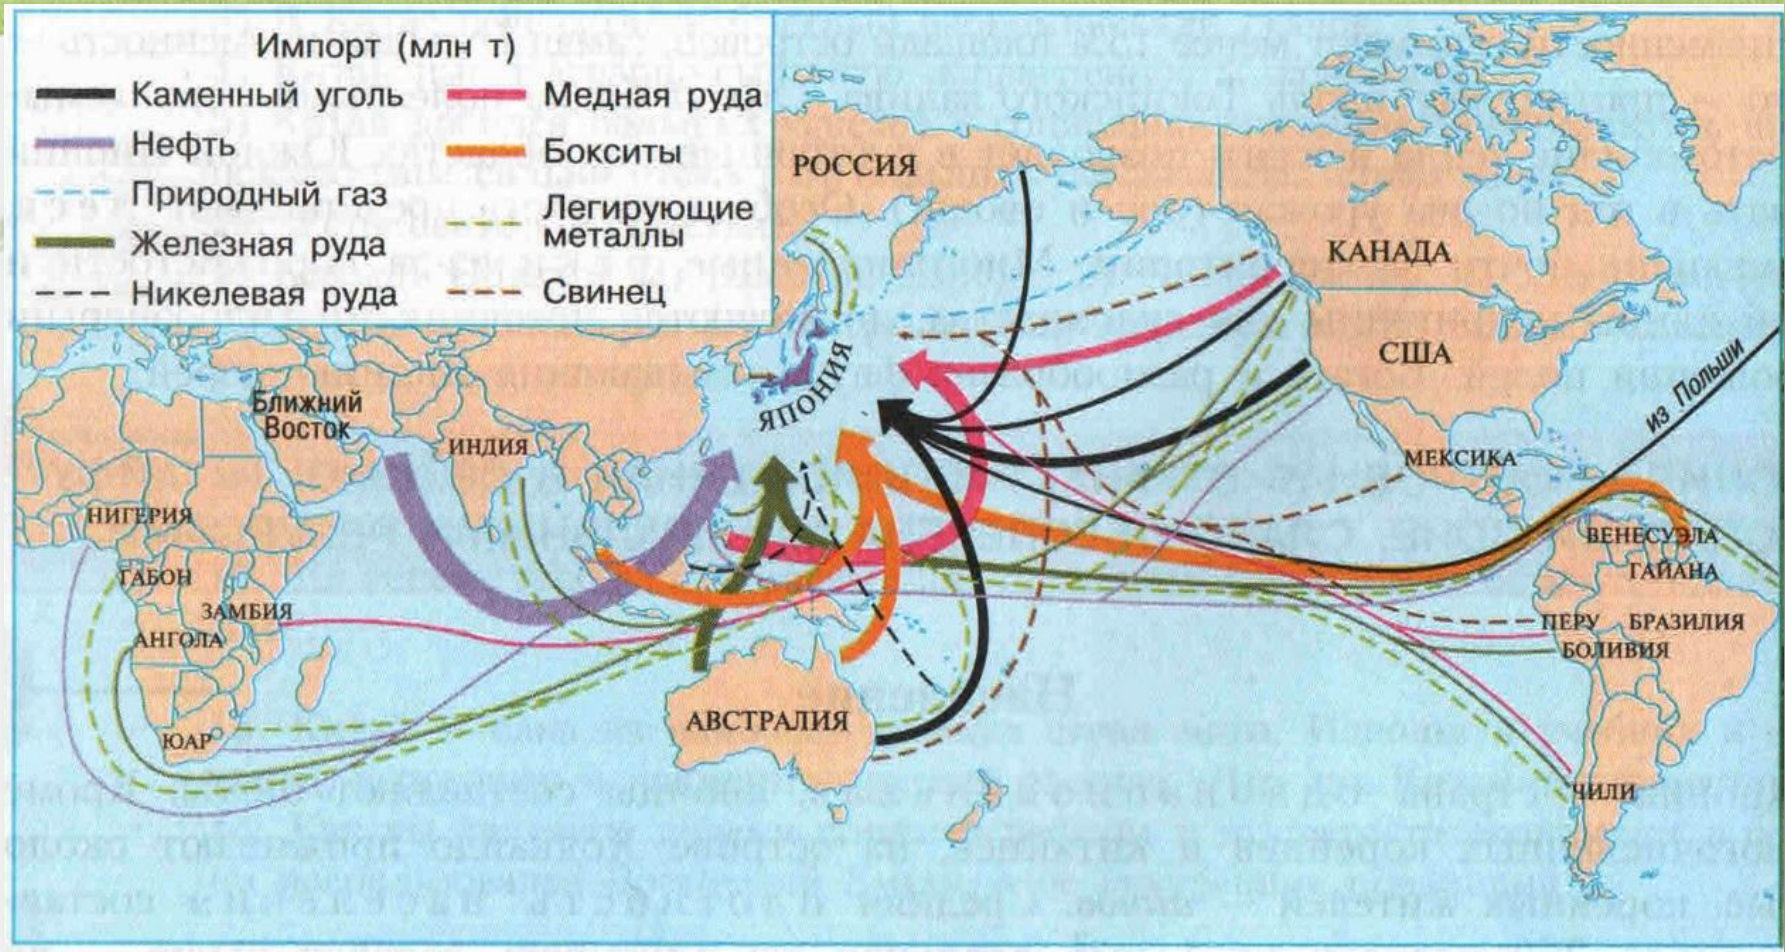 Импорт (млн т)
Каменный уголь
Нефть
Природный газ
Железная руда
Никелевая руда
Медная руда
Бокситы
Легирующие
металлы
Свинец
РОССИЯ
КАНАДА
США
ЯПОНИЯ
из Польши
Ближний
Восток
ИНДИЯ
МЕКСИКА
НИГЕРИЯ
ВЕНЕСУЭЛА
ГАБОН
ГАЙАНА
ЗАМБИЯ
АНГОЛА
ПЕРУ
БРАЗИЛИЯ
БОЛИВИЯ
АВСТРАЛИЯ
ЮАР
ЧИЛИ